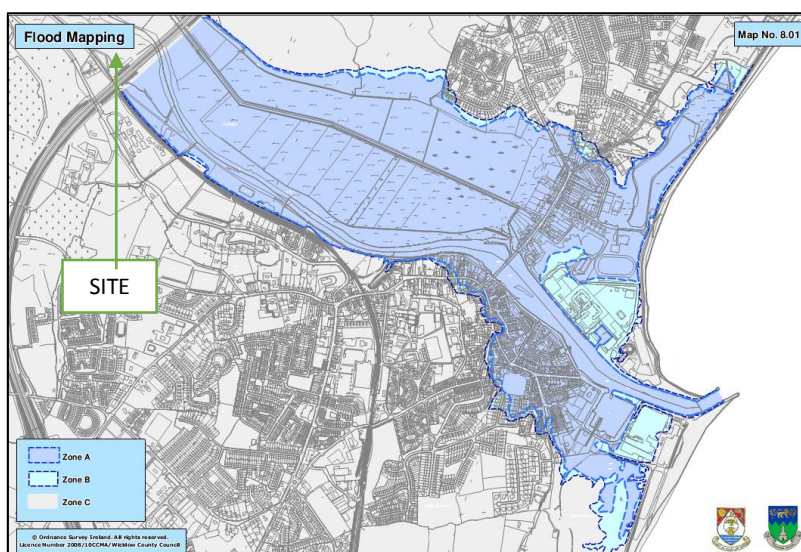 Flood Mapping
Map No. 8.01
SITE
Zone A
Zone B
Zone C
© Ordnance Survey Ireland. All rights reserved.
Licence Number 2008/10CCMA/Wicklow County Council